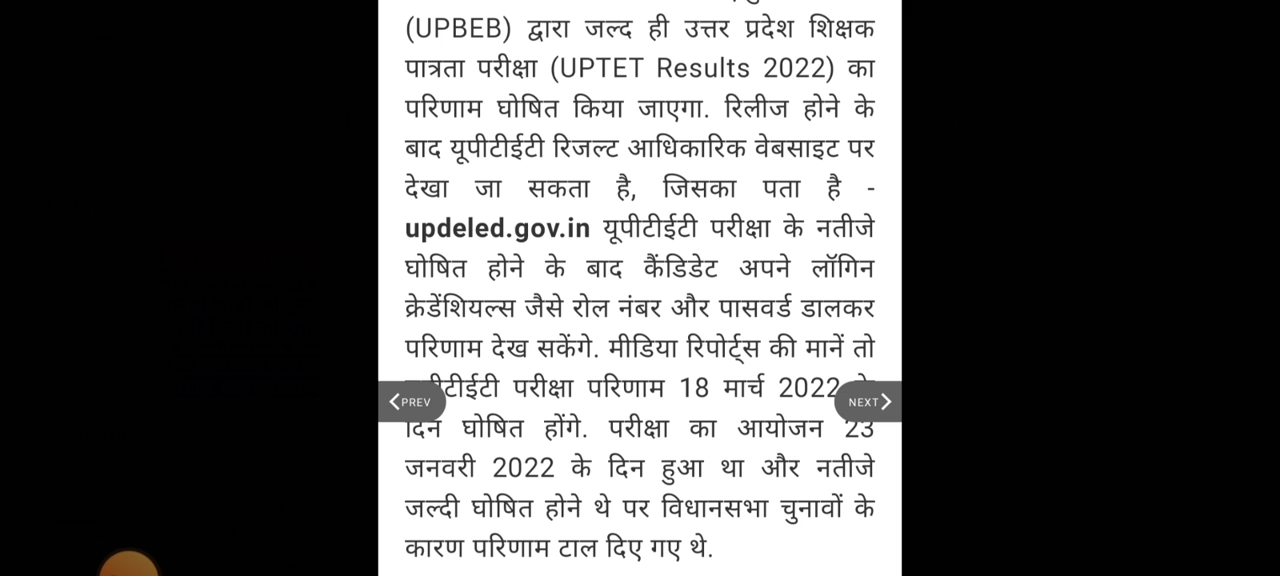 (UPBEB) द्वारा जल्द ही उत्तर प्रदेश शिक्षक
पात्रता परीक्षा (UPTET Results 2022) का
परिणाम घोषित किया जाएगा. रिलीज होने के
बाद यूपीटीईटी रिजल्ट आधिकारिक वेबसाइट पर
देखा जा सकता है, जिसका पता है -
updeled.gov.in यूपीटीईटी परीक्षा के नतीजे
घोषित होने के बाद कैंडिडेट अपने लॉगिन
क्रेडेंशियल्स जैसे रोल नंबर और पासवर्ड डालकर
परिणाम देख सकेंगे. मीडिया रिपोर्ट्स की मानें तो
परीक्षा परिणाम 18 मार्च 2022
PREV
NEXT
दिन घोषित होंगे. परीक्षा का आयोजन 23
जनवरी 2022 के दिन हुआ था और नतीजे
जल्दी घोषित होने थे पर विधानसभा चुनावों के
कारण परिणाम टाल दिए गए थे.